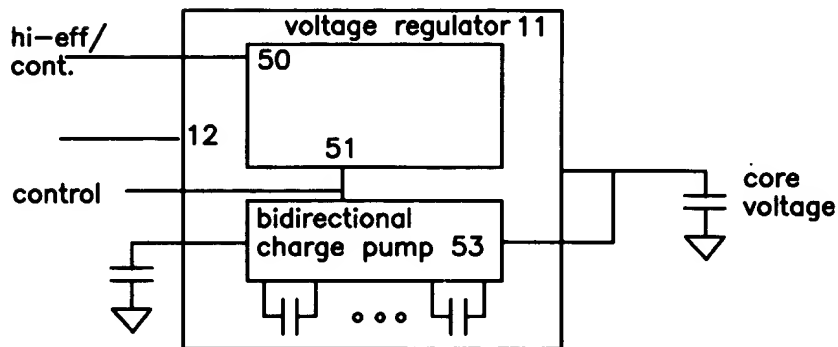 voltage regulator 11
hi-eff/
cont.
50
12
51
control
bidirectional
charge pump 53
core
voltage